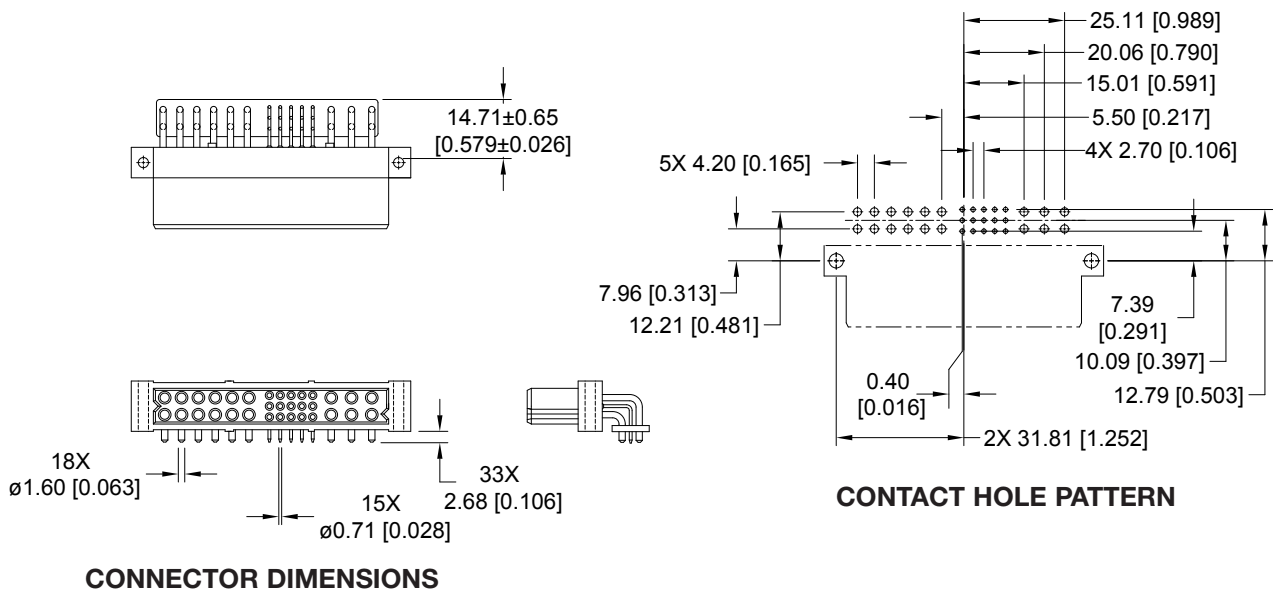 14.71±0.65
[0.579±0.026]
18X
ø1.60 [0.063]
15X
ø0.71 [0.028]
33X
2.68 [0.106]
CONNECTOR DIMENSIONS
25.11 [0.989]
20.06 [0.790]
15.01 [0.591]
5.50 [0.217]
4X 2.70 [0.106]
5X 4.20 [0.165]
7.96 [0.313]
12.21 [0.481]
7.39
[0.291]
10.09 [0.397]
12.79 [0.503]
0.40
[0.016]
2X 31.81 [1.252]
CONTACT HOLE PATTERN